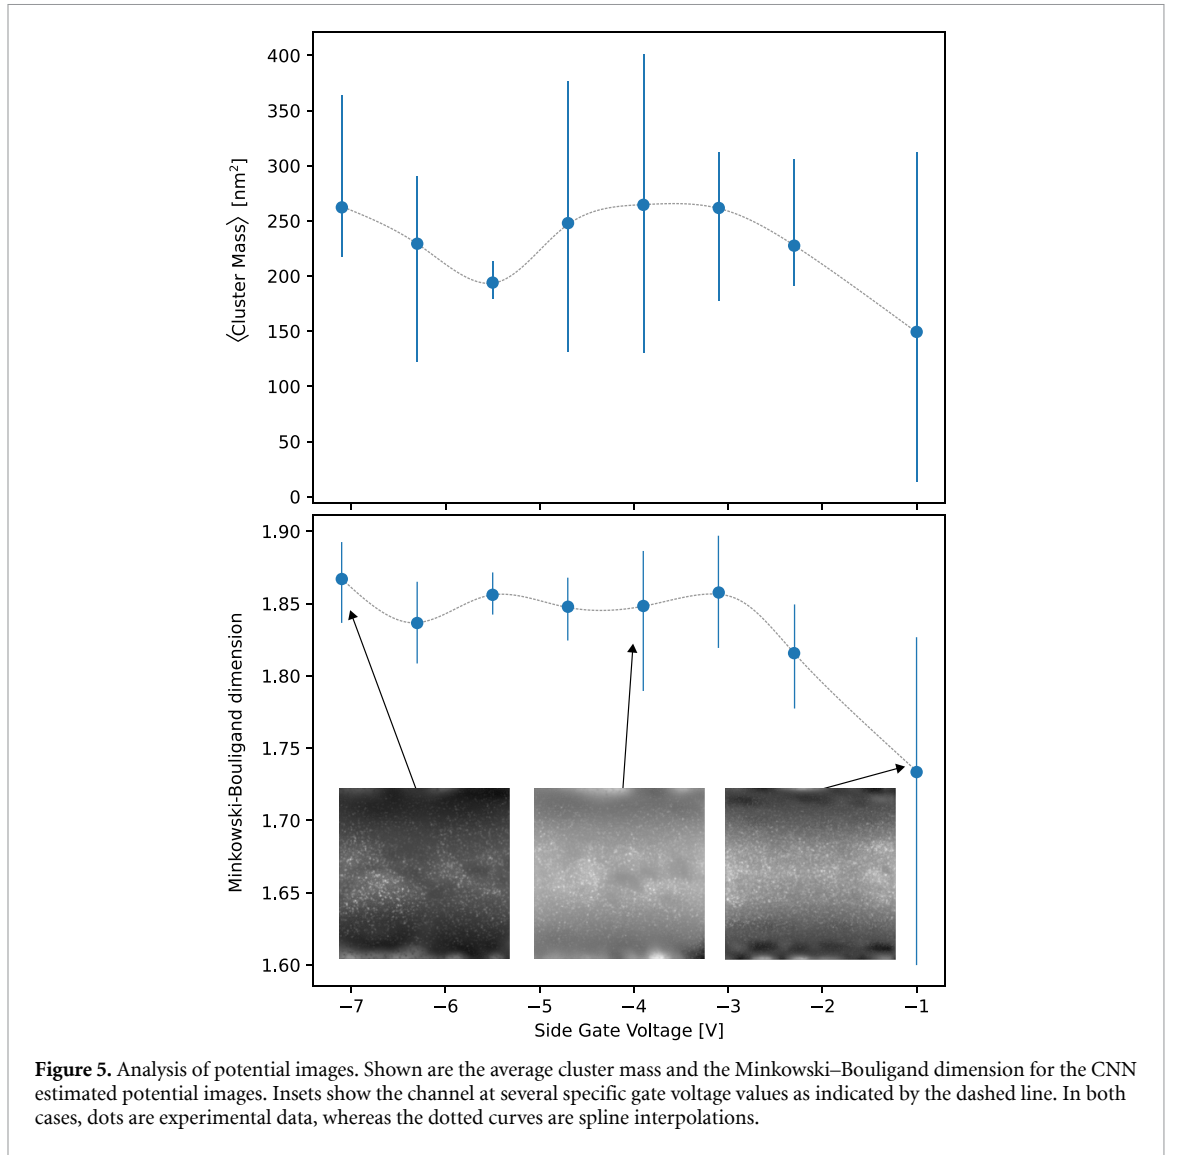 400
350
300
250
200
150
100
50
0
⟨Cluster Mass⟩ [nm²]
1.90
1.85
1.80
1.75
1.70
1.65
1.60
Minkowski-Bouligand dimension
−7 −6 −5 −4 −3 −2 −1
Side Gate Voltage [V]
Figure 5. Analysis of potential images. Shown are the average cluster mass and the Minkowski–Bouligand dimension for the CNN
estimated potential images. Insets show the channel at several specific gate voltage values as indicated by the dashed line. In both
cases, dots are experimental data, whereas the dotted curves are spline interpolations.